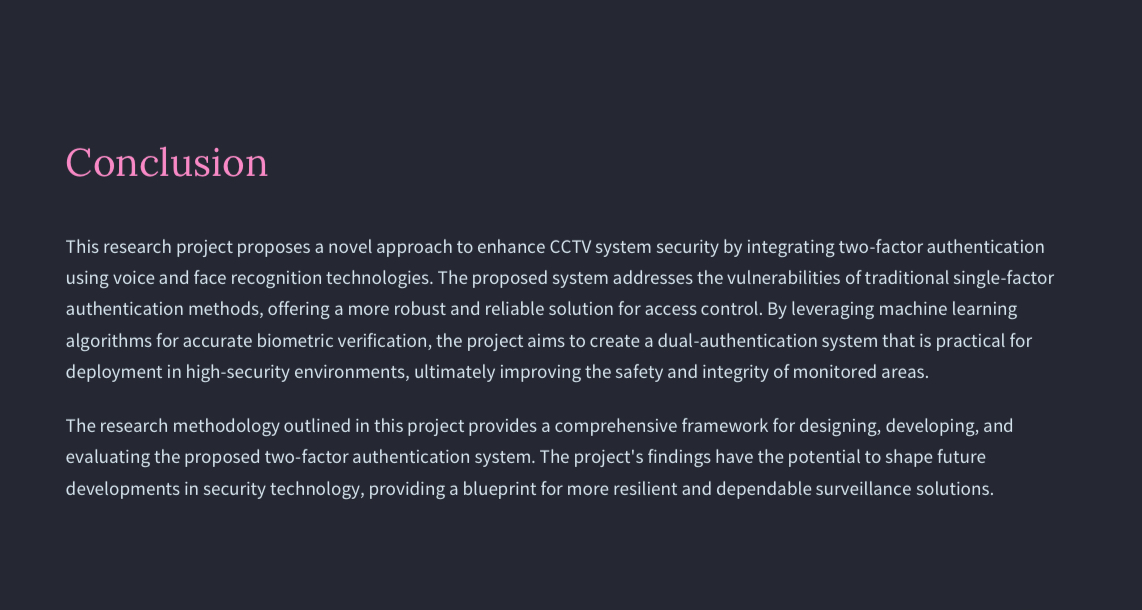 Conclusion
This research project proposes a novel approach to enhance CCTV system security by integrating two-factor authentication
using voice and face recognition technologies. The proposed system addresses the vulnerabilities of traditional single-factor
authentication methods, offering a more robust and reliable solution for access control. By leveraging machine learning
algorithms for accurate biometric verification, the project aims to create a dual-authentication system that is practical for
deployment in high-security environments, ultimately improving the safety and integrity of monitored areas.
The research methodology outlined in this project provides a comprehensive framework for designing, developing, and
evaluating the proposed two-factor authentication system. The project's findings have the potential to shape future
developments in security technology, providing a blueprint for more resilient and dependable surveillance solutions.